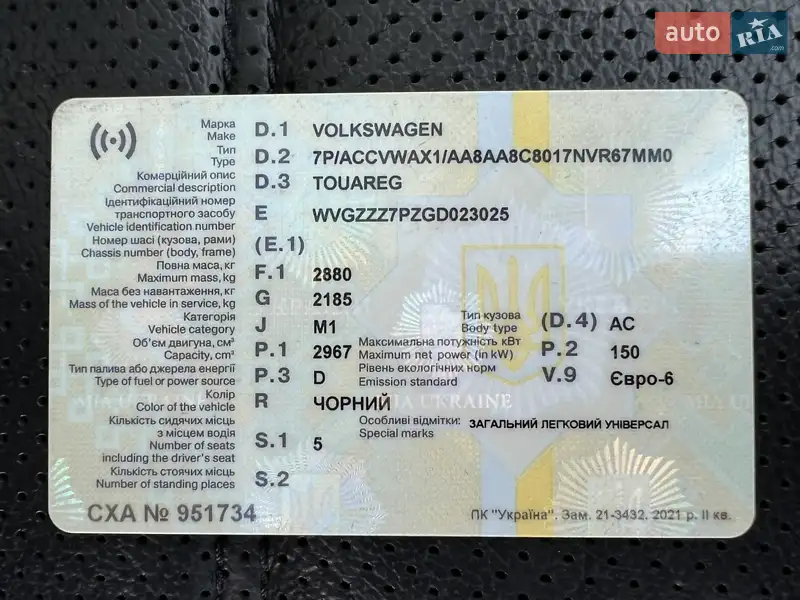 auto RIA .com
Марка D.1 VOLKSWAGEN
Make
Тип D.2 7P/ACCVWAX1/AA8AA8C8017NVR67MM0
Type
Комерційний опис D.3 TOUAREG
Commercial description
Ідентифікаційний номер
транспортного засобу E WVGZZZ7PZGD023025
Vehicle identification number
Номер шасі (кузова, рами) (E.1)
Chassis number (body, frame)
Повна маса, кг F.1 2880
Maximum mass, kg
Маса без навантаження, кг G 2185
Mass of the vehicle in service, kg
Категорія J M1 Тип кузова (D.4) AC
Vehicle category Body type
Об'єм двигуна, см³ P.1 2967 Максимальна потужність кВт P.2 150
Capacity, cm³ Maximum net power (in kW)
Тип палива або джерела енергії P.3 D Рівень екологічних норм V.9 Євро-6
Type of fuel or power source Emission standard
Колір R ЧОРНИЙ
Color of the vehicle
UKRAINE
Кількість сидячих місць Особливі відмітки: ЗАГАЛЬНИЙ ЛЕГКОВИЙ УНІВЕРСАЛ
з місцем водія Special marks
Number of seats S.1 5
including the driver's seat
Кількість стоячих місць S.2
Number of standing places
СХА № 951734 ПК "Україна". Зам. 21-3432. 2021 р. II кв.